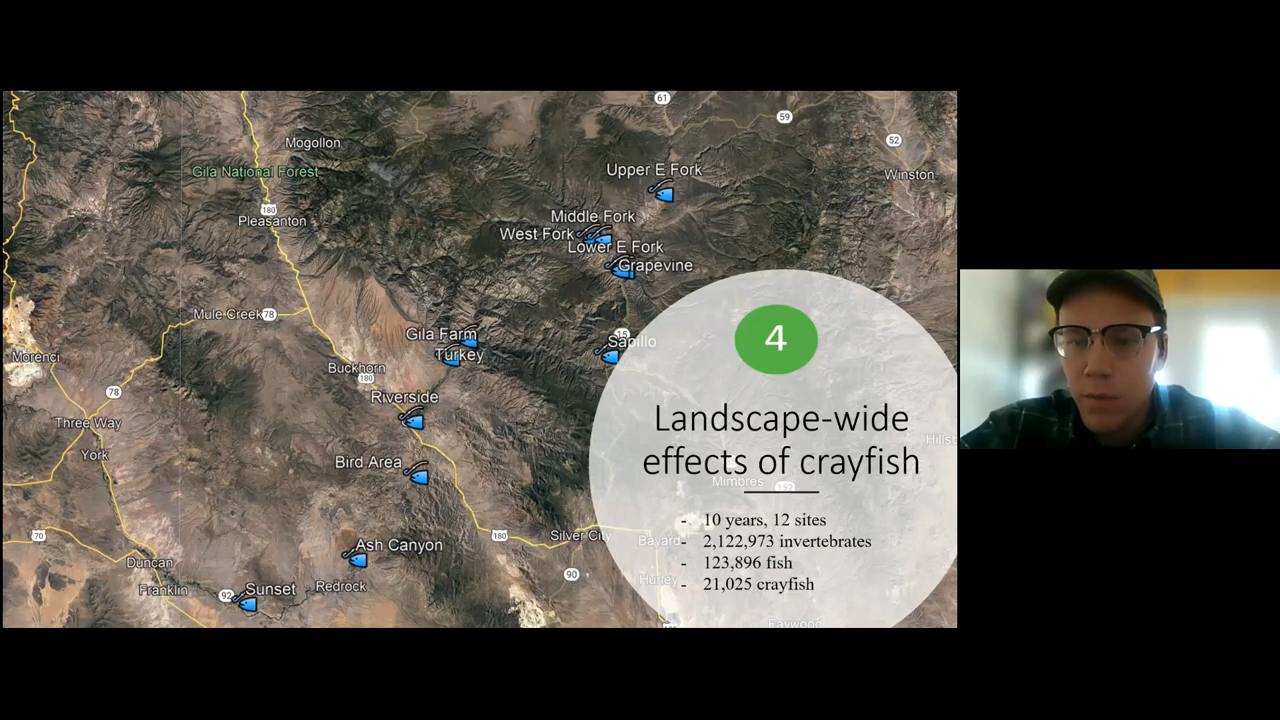 61
59
Mogollon
52
Gila National Forest
Upper E Fork
Winston
180
Pleasanton
Middle Fork
West Fork
Lower E Fork
Grapevine
Mule Creek 78
Gila Farm
15
Sapillo
Turkey
Morenci
Buckhorn
180
78
Riverside
Three Way
York
Bird Area
4
Landscape-wide
effects of crayfish
Mimbres
152
- 10 years, 12 sites
- 2,122,973 invertebrates
- 123,896 fish
- 21,025 crayfish
70
180
Silver City
Bayard
Ash Canyon
Duncan
90
Hurley
Franklin
92
Sunset
Redrock
Faywood